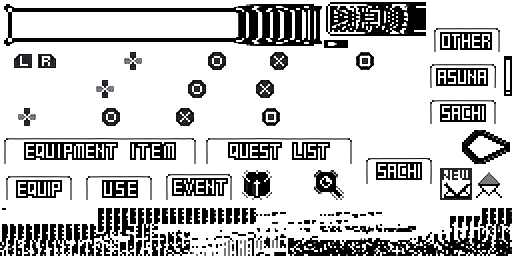 OTHER
L R
ASUNA
SACHI
EQUIPMENT ITEM
QUEST LIST
SACHI
EQUIP
USE
EVENT
NEW